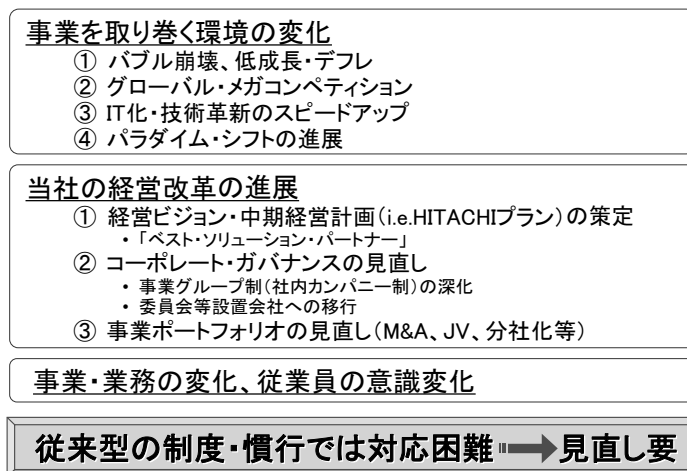 事業を取り巻く環境の変化
① バブル崩壊、低成長・デフレ
② グローバル・メガコンペティション
③ IT化・技術革新のスピードアップ
④ パラダイム・シフトの進展
当社の経営改革の進展
① 経営ビジョン・中期経営計画(i.e.HITACHIプラン)の策定
・「ベスト・ソリューション・パートナー」
② コーポレート・ガバナンスの見直し
・ 事業グループ制(社内カンパニー制)の深化
・ 委員会等設置会社への移行
③ 事業ポートフォリオの見直し(M&A、JV、分社化等)
事業・業務の変化、従業員の意識変化
従来型の制度・慣行では対応困難➡見直し要